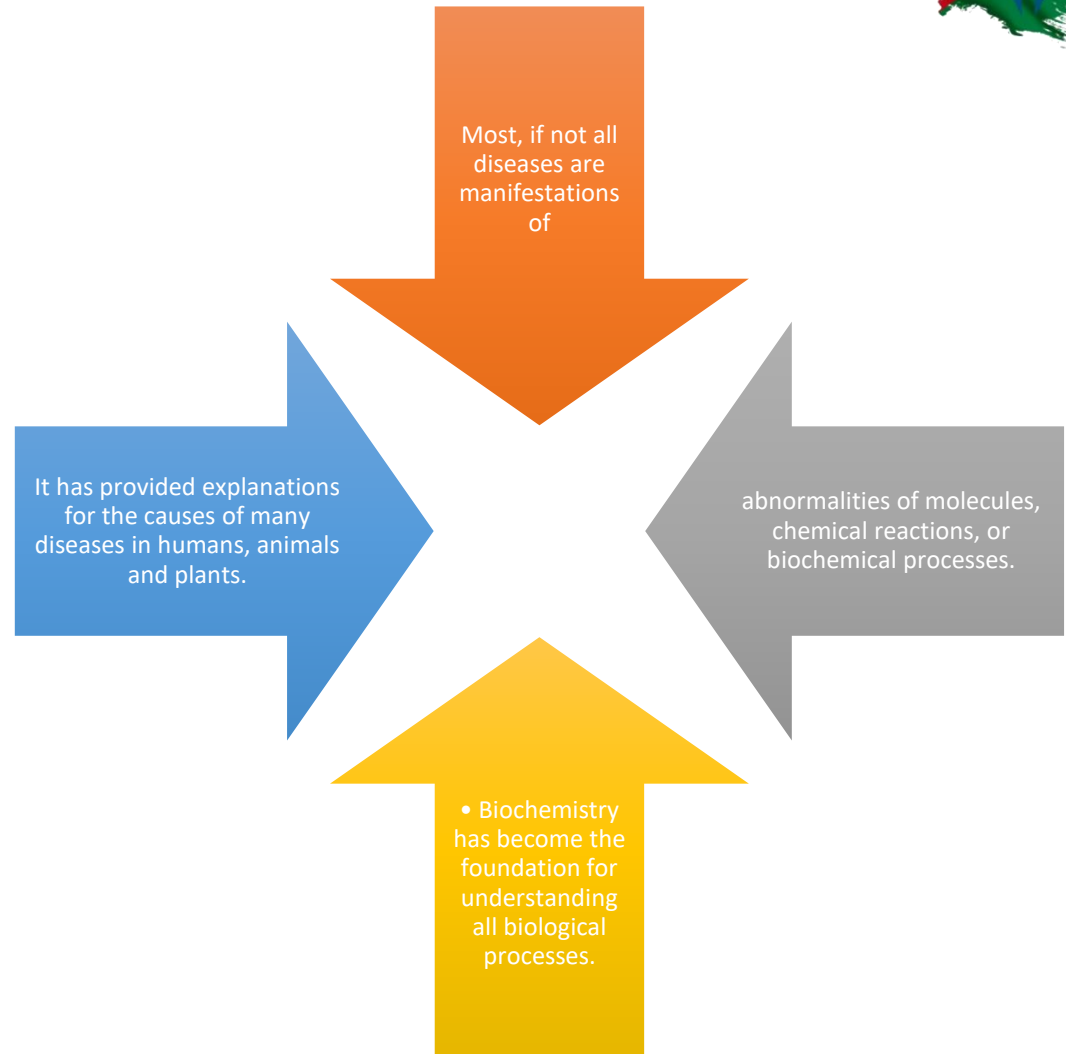 Most, if not all
diseases are
manifestations
of
abnormalities of molecules,
chemical reactions, or
biochemical processes.
• Biochemistry
has become the
foundation for
understanding
all biological
processes.
It has provided explanations
for the causes of many
diseases in humans, animals
and plants.